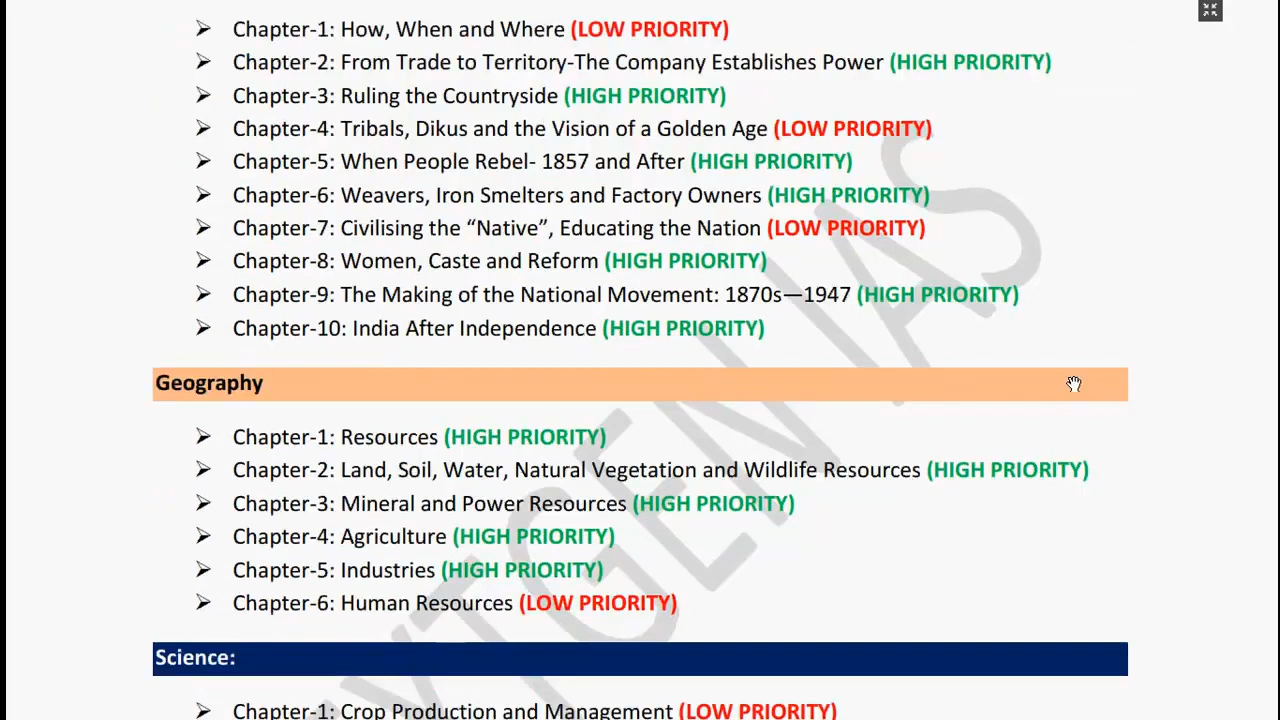 Chapter-1: How, When and Where (LOW PRIORITY)
Chapter-2: From Trade to Territory-The Company Establishes Power (HIGH PRIORITY)
Chapter-3: Ruling the Countryside (HIGH PRIORITY)
Chapter-4: Tribals, Dikus and the Vision of a Golden Age (LOW PRIORITY)
Chapter-5: When People Rebel- 1857 and After (HIGH PRIORITY)
Chapter-6: Weavers, Iron Smelters and Factory Owners (HIGH PRIORITY)
Chapter-7: Civilising the “Native”, Educating the Nation (LOW PRIORITY)
Chapter-8: Women, Caste and Reform (HIGH PRIORITY)
Chapter-9: The Making of the National Movement: 1870s—1947 (HIGH PRIORITY)
Chapter-10: India After Independence (HIGH PRIORITY)
Geography
Chapter-1: Resources (HIGH PRIORITY)
Chapter-2: Land, Soil, Water, Natural Vegetation and Wildlife Resources (HIGH PRIORITY)
Chapter-3: Mineral and Power Resources (HIGH PRIORITY)
Chapter-4: Agriculture (HIGH PRIORITY)
Chapter-5: Industries (HIGH PRIORITY)
Chapter-6: Human Resources (LOW PRIORITY)
Science:
Chapter-1: Crop Production and Management (LOW PRIORITY)
IAS